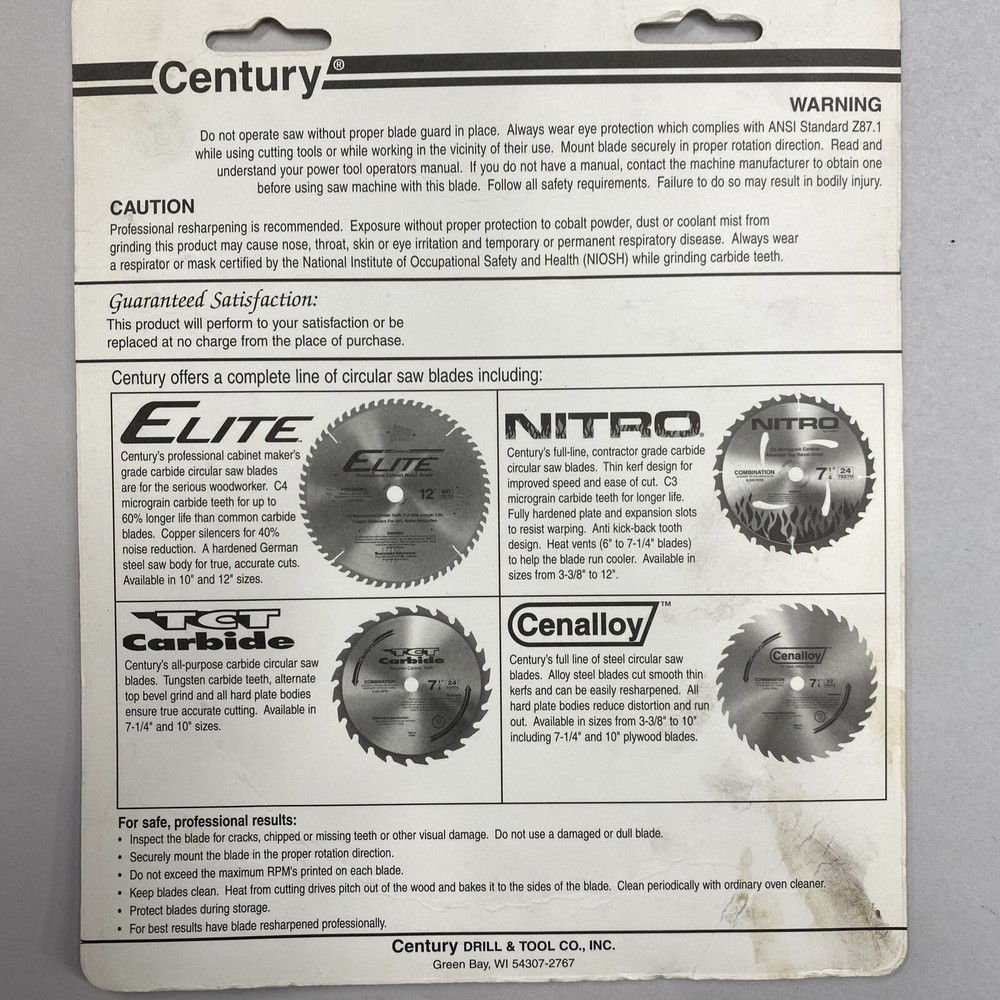 Century®
WARNING
Do not operate saw without proper blade guard in place. Always wear eye protection which complies with ANSI Standard Z87.1
while using cutting tools or while working in the vicinity of their use. Mount blade securely in proper rotation direction. Read and
understand your power tool operators manual. If you do not have a manual, contact the machine manufacturer to obtain one
before using saw machine with this blade. Follow all safety requirements. Failure to do so may result in bodily injury.
CAUTION
Professional resharpening is recommended. Exposure without proper protection to cobalt powder, dust or coolant mist from
grinding this product may cause nose, throat, skin or eye irritation and temporary or permanent respiratory disease. Always wear
a respirator or mask certified by the National Institute of Occupational Safety and Health (NIOSH) while grinding carbide teeth.
Guaranteed Satisfaction:
This product will perform to your satisfaction or be
replaced at no charge from the place of purchase.
Century offers a complete line of circular saw blades including:
ELITE
Century's professional cabinet maker's
grade carbide circular saw blades
are for the serious woodworker. C4
micrograin carbide teeth for up to
60% longer life than common carbide
blades. Copper silencers for 40%
noise reduction. A hardened German
steel saw body for true, accurate cuts.
Available in 10" and 12" sizes.
ELITE
12"
NITRO®
Century's full-line, contractor grade carbide
circular saw blades. Thin kerf design for
improved speed and ease of cut. C3
micrograin carbide teeth for longer life.
Fully hardened plate and expansion slots
to resist warping. Anti kick-back tooth
design. Heat vents (6" to 7-1/4" blades)
to help the blade run cooler. Available in
sizes from 3-3/8" to 12".
NITRO
COMBINATION
7 1/4"
24
TEETH
TCT
Carbide
Century's all-purpose carbide circular saw
blades. Tungsten carbide teeth, alternate
top bevel grind and all hard plate bodies
ensure true accurate cutting. Available in
7-1/4" and 10" sizes.
TCT
Carbide
COMBINATION
7 1/4"
24
Cenalloy™
Century's full line of steel circular saw
blades. Alloy steel blades cut smooth thin
kerfs and can be easily resharpened. All
hard plate bodies reduce distortion and run
out. Available in sizes from 3-3/8" to 10"
including 7-1/4" and 10" plywood blades.
Cenalloy
COMBINATION
7 1/4"
For safe, professional results:
• Inspect the blade for cracks, chipped or missing teeth or other visual damage. Do not use a damaged or dull blade.
• Securely mount the blade in the proper rotation direction.
• Do not exceed the maximum RPM's printed on each blade.
• Keep blades clean. Heat from cutting drives pitch out of the wood and bakes it to the sides of the blade. Clean periodically with ordinary oven cleaner.
• Protect blades during storage.
• For best results have blade resharpened professionally.
Century DRILL & TOOL CO., INC.
Green Bay, WI 54307-2767